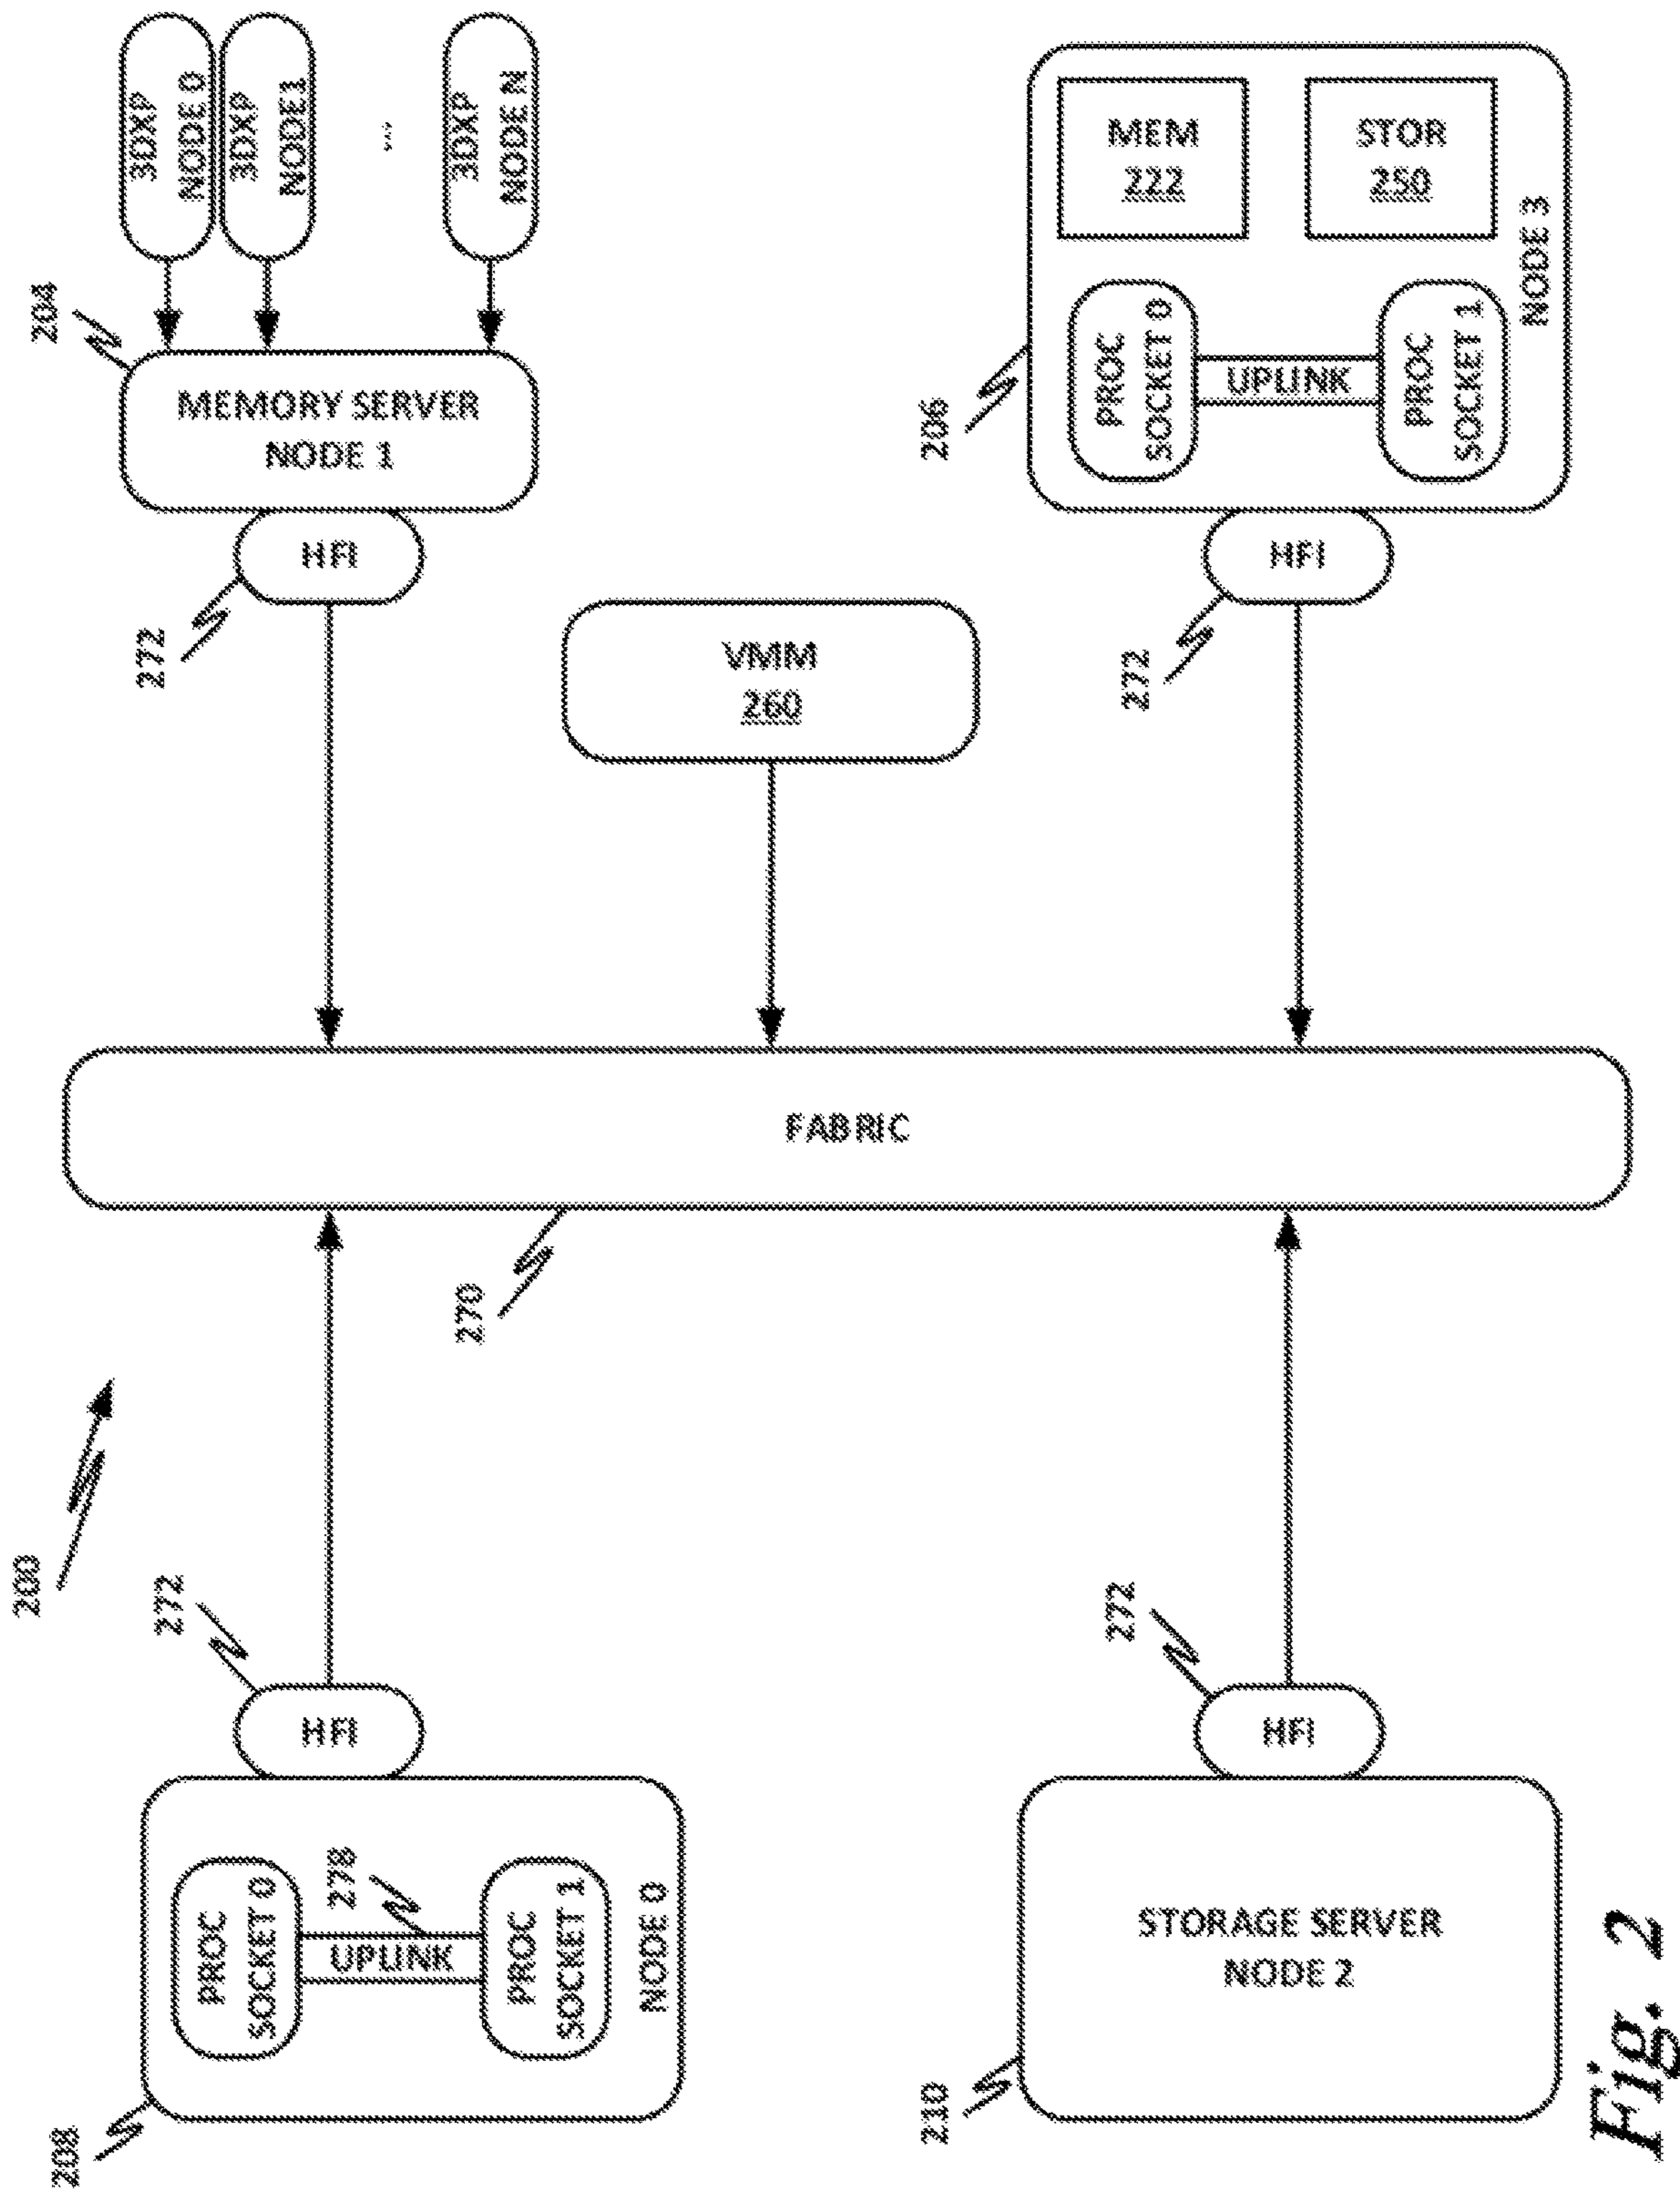 3DXP
NODE 0
3DXP
NODE1
...
3DXP
NODE N
204
MEMORY SERVER
NODE 1
HFI
272
MEM
222
STOR
250
NODE 3
PROC
SOCKET 0
UPLINK
PROC
SOCKET 1
206
HFI
272
VMM
260
FABRIC
270
200
272
HFI
PROC
SOCKET 0
278
UPLINK
PROC
SOCKET 1
NODE 0
208
272
HFI
STORAGE SERVER
NODE 2
210
Fig. 2